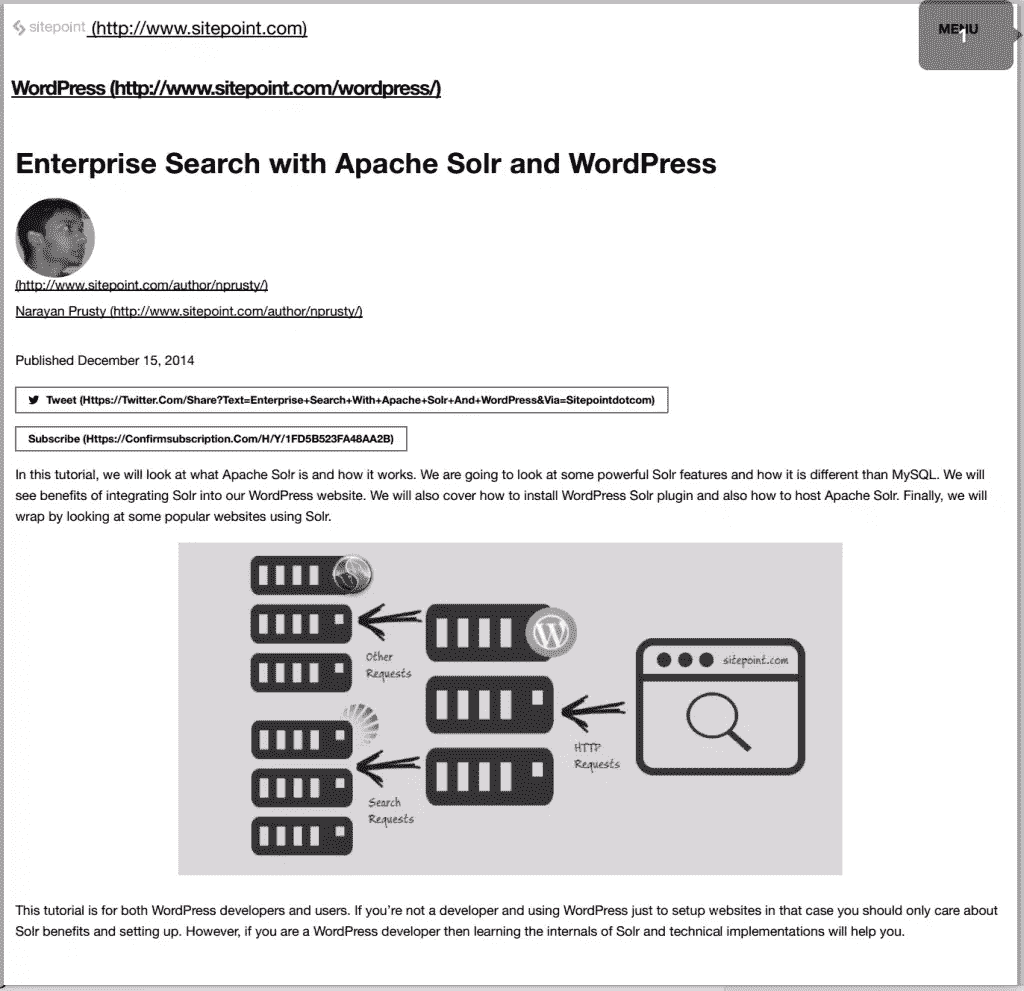 sitepoint (http://www.sitepoint.com)
MENU
1
WordPress (http://www.sitepoint.com/wordpress/)
Enterprise Search with Apache Solr and WordPress
(http://www.sitepoint.com/author/nprusty/)
Narayan Prusty (http://www.sitepoint.com/author/nprusty/)
Published December 15, 2014
Tweet (Https://Twitter.Com/Share?Text=Enterprise+Search+With+Apache+Solr+And+WordPress&Via=Sitepointdotcom)
Subscribe (Https://Confirmsubscription.Com/H/Y/1FD5B523FA48AA2B)
In this tutorial, we will look at what Apache Solr is and how it works. We are going to look at some powerful Solr features and how it is different than MySQL. We will
see benefits of integrating Solr into our WordPress website. We will also cover how to install WordPress Solr plugin and also how to host Apache Solr. Finally, we will
wrap by looking at some popular websites using Solr.
Other
Requests
sitepoint.com
HTTP
Requests
Search
Requests
This tutorial is for both WordPress developers and users. If you're not a developer and using WordPress just to setup websites in that case you should only care about
Solr benefits and setting up. However, if you are a WordPress developer then learning the internals of Solr and technical implementations will help you.